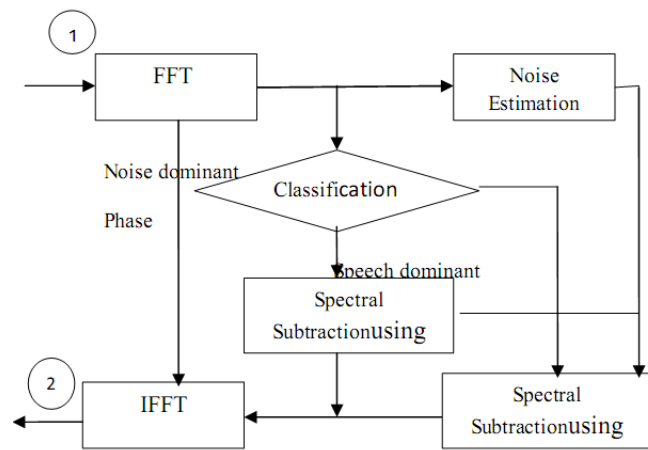 1
FFT
Noise
Estimation
Noise dominant
Phase
Classification
Speech dominant
Spectral
Subtractionusing
2
IFFT
Spectral
Subtractionusing